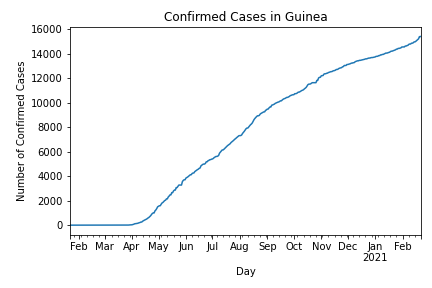 Confirmed Cases in Guinea
16000
14000
12000
10000
8000
6000
4000
2000
0
Number of Confirmed Cases
Feb Mar Apr May Jun Jul Aug Sep Oct Nov Dec Jan Feb
2021
Day